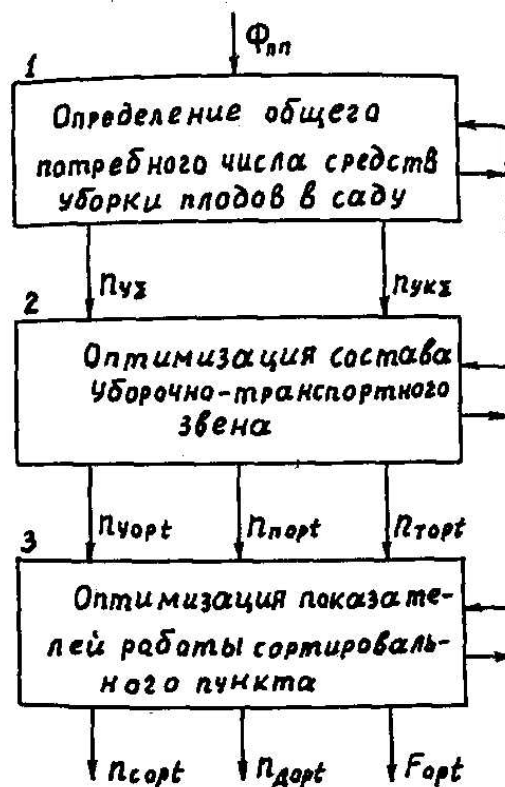 Φпп
1
Определение общего
потребного числа средств
уборки плодов в саду
nуΣ nукΣ
2
Оптимизация состава
уборочно-транспортного
звена
nуopt nпopt nтopt
3
Оптимизация показате-
лей работы сортироваль-
ного пункта
nсopt nдopt Fopt